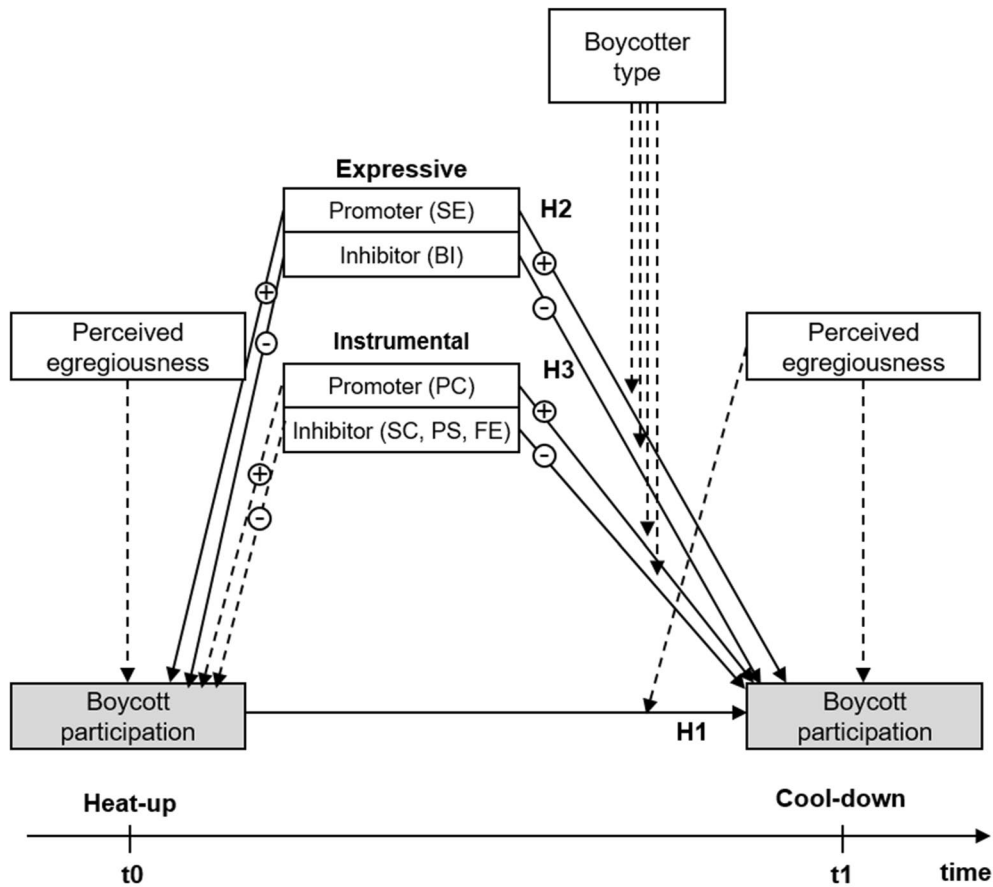 Boycotter
type
Expressive
Promoter (SE)
H2
Inhibitor (BI)
+
-
+
-
Perceived
egregiousness
Instrumental
H3
Promoter (PC)
Inhibitor (SC, PS, FE)
+
-
+
-
Perceived
egregiousness
Boycott
participation
H1
Boycott
participation
Heat-up
Cool-down
t0
t1
time